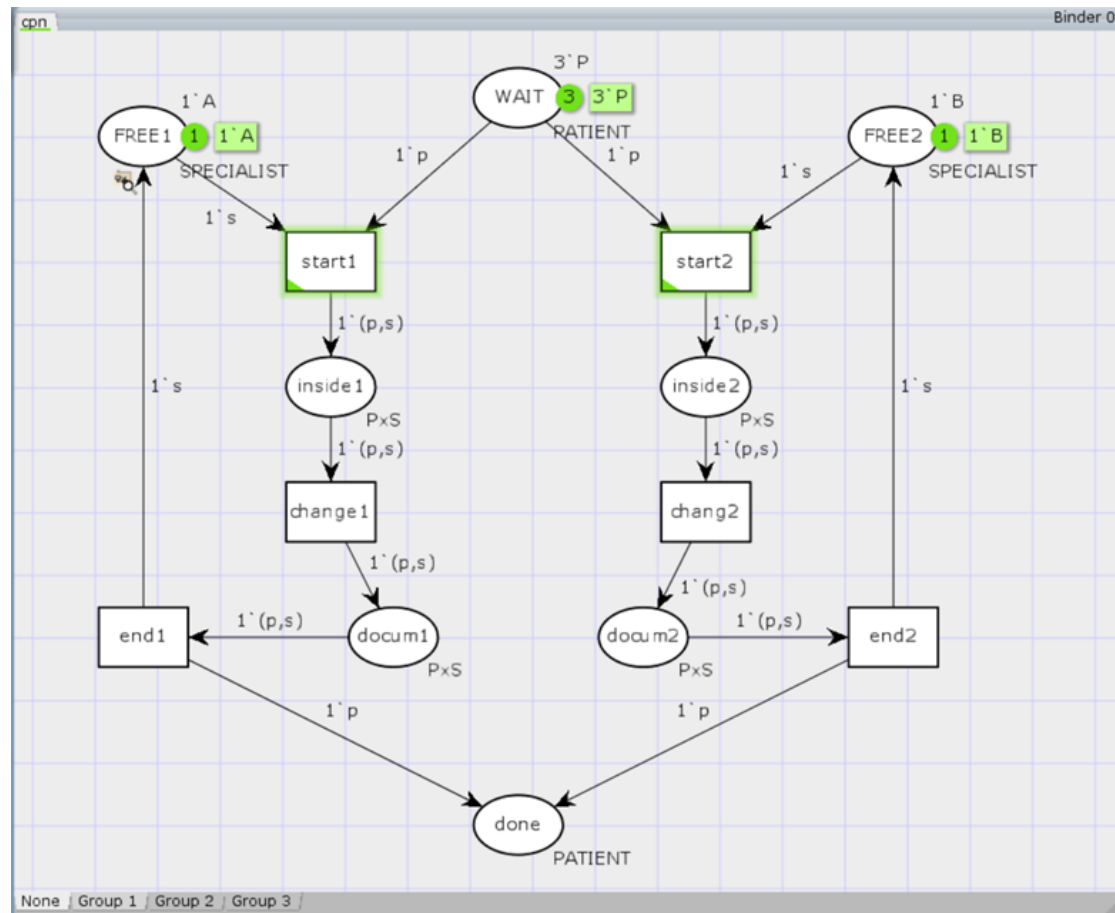 cpn
Binder 0
3`P
WAIT 3 3`P
PATIENT
1`A
FREE1 1 1`A
SPECIALIST
1`B
FREE2 1 1`B
SPECIALIST
1`p
1`p
1`s
1`s
start1
start2
1`(p,s)
1`(p,s)
inside1
PxS
inside2
PxS
1`s
1`s
1`(p,s)
1`(p,s)
change1
chang2
1`(p,s)
1`(p,s)
end1
1`(p,s)
docum1
PxS
docum2
PxS
1`(p,s)
end2
1`p
1`p
done
PATIENT
None
Group 1
Group 2
Group 3